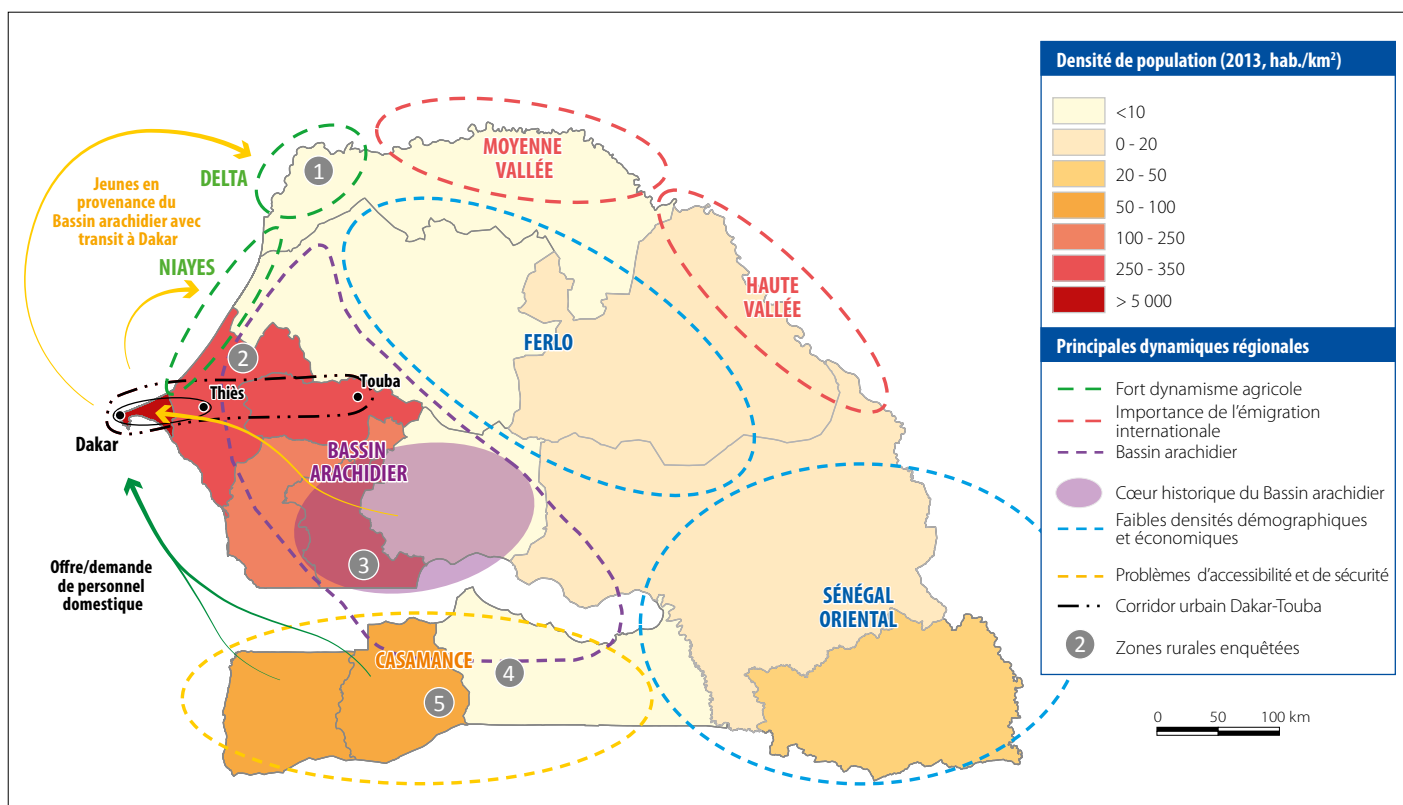 MOYENNE
VALLÉE
DELTA
1
Jeunes en
provenance du
Bassin arachidier avec
transit à Dakar
NIAYES
HAUTE
VALLÉE
FERLO
2
Touba
Thiès
Dakar
BASSIN
ARACHIDIER
3
Offre/demande
de personnel
domestique
SÉNÉGAL
ORIENTAL
CASAMANCE
4
5
Densité de population (2013, hab./km²)
<10
0 - 20
20 - 50
50 - 100
100 - 250
250 - 350
> 5 000
Principales dynamiques régionales
Fort dynamisme agricole
Importance de l'émigration
internationale
Bassin arachidier
Cœur historique du Bassin arachidier
Faibles densités démographiques
et économiques
Problèmes d'accessibilité et de sécurité
Corridor urbain Dakar-Touba
2 Zones rurales enquêtées
0 50 100 km